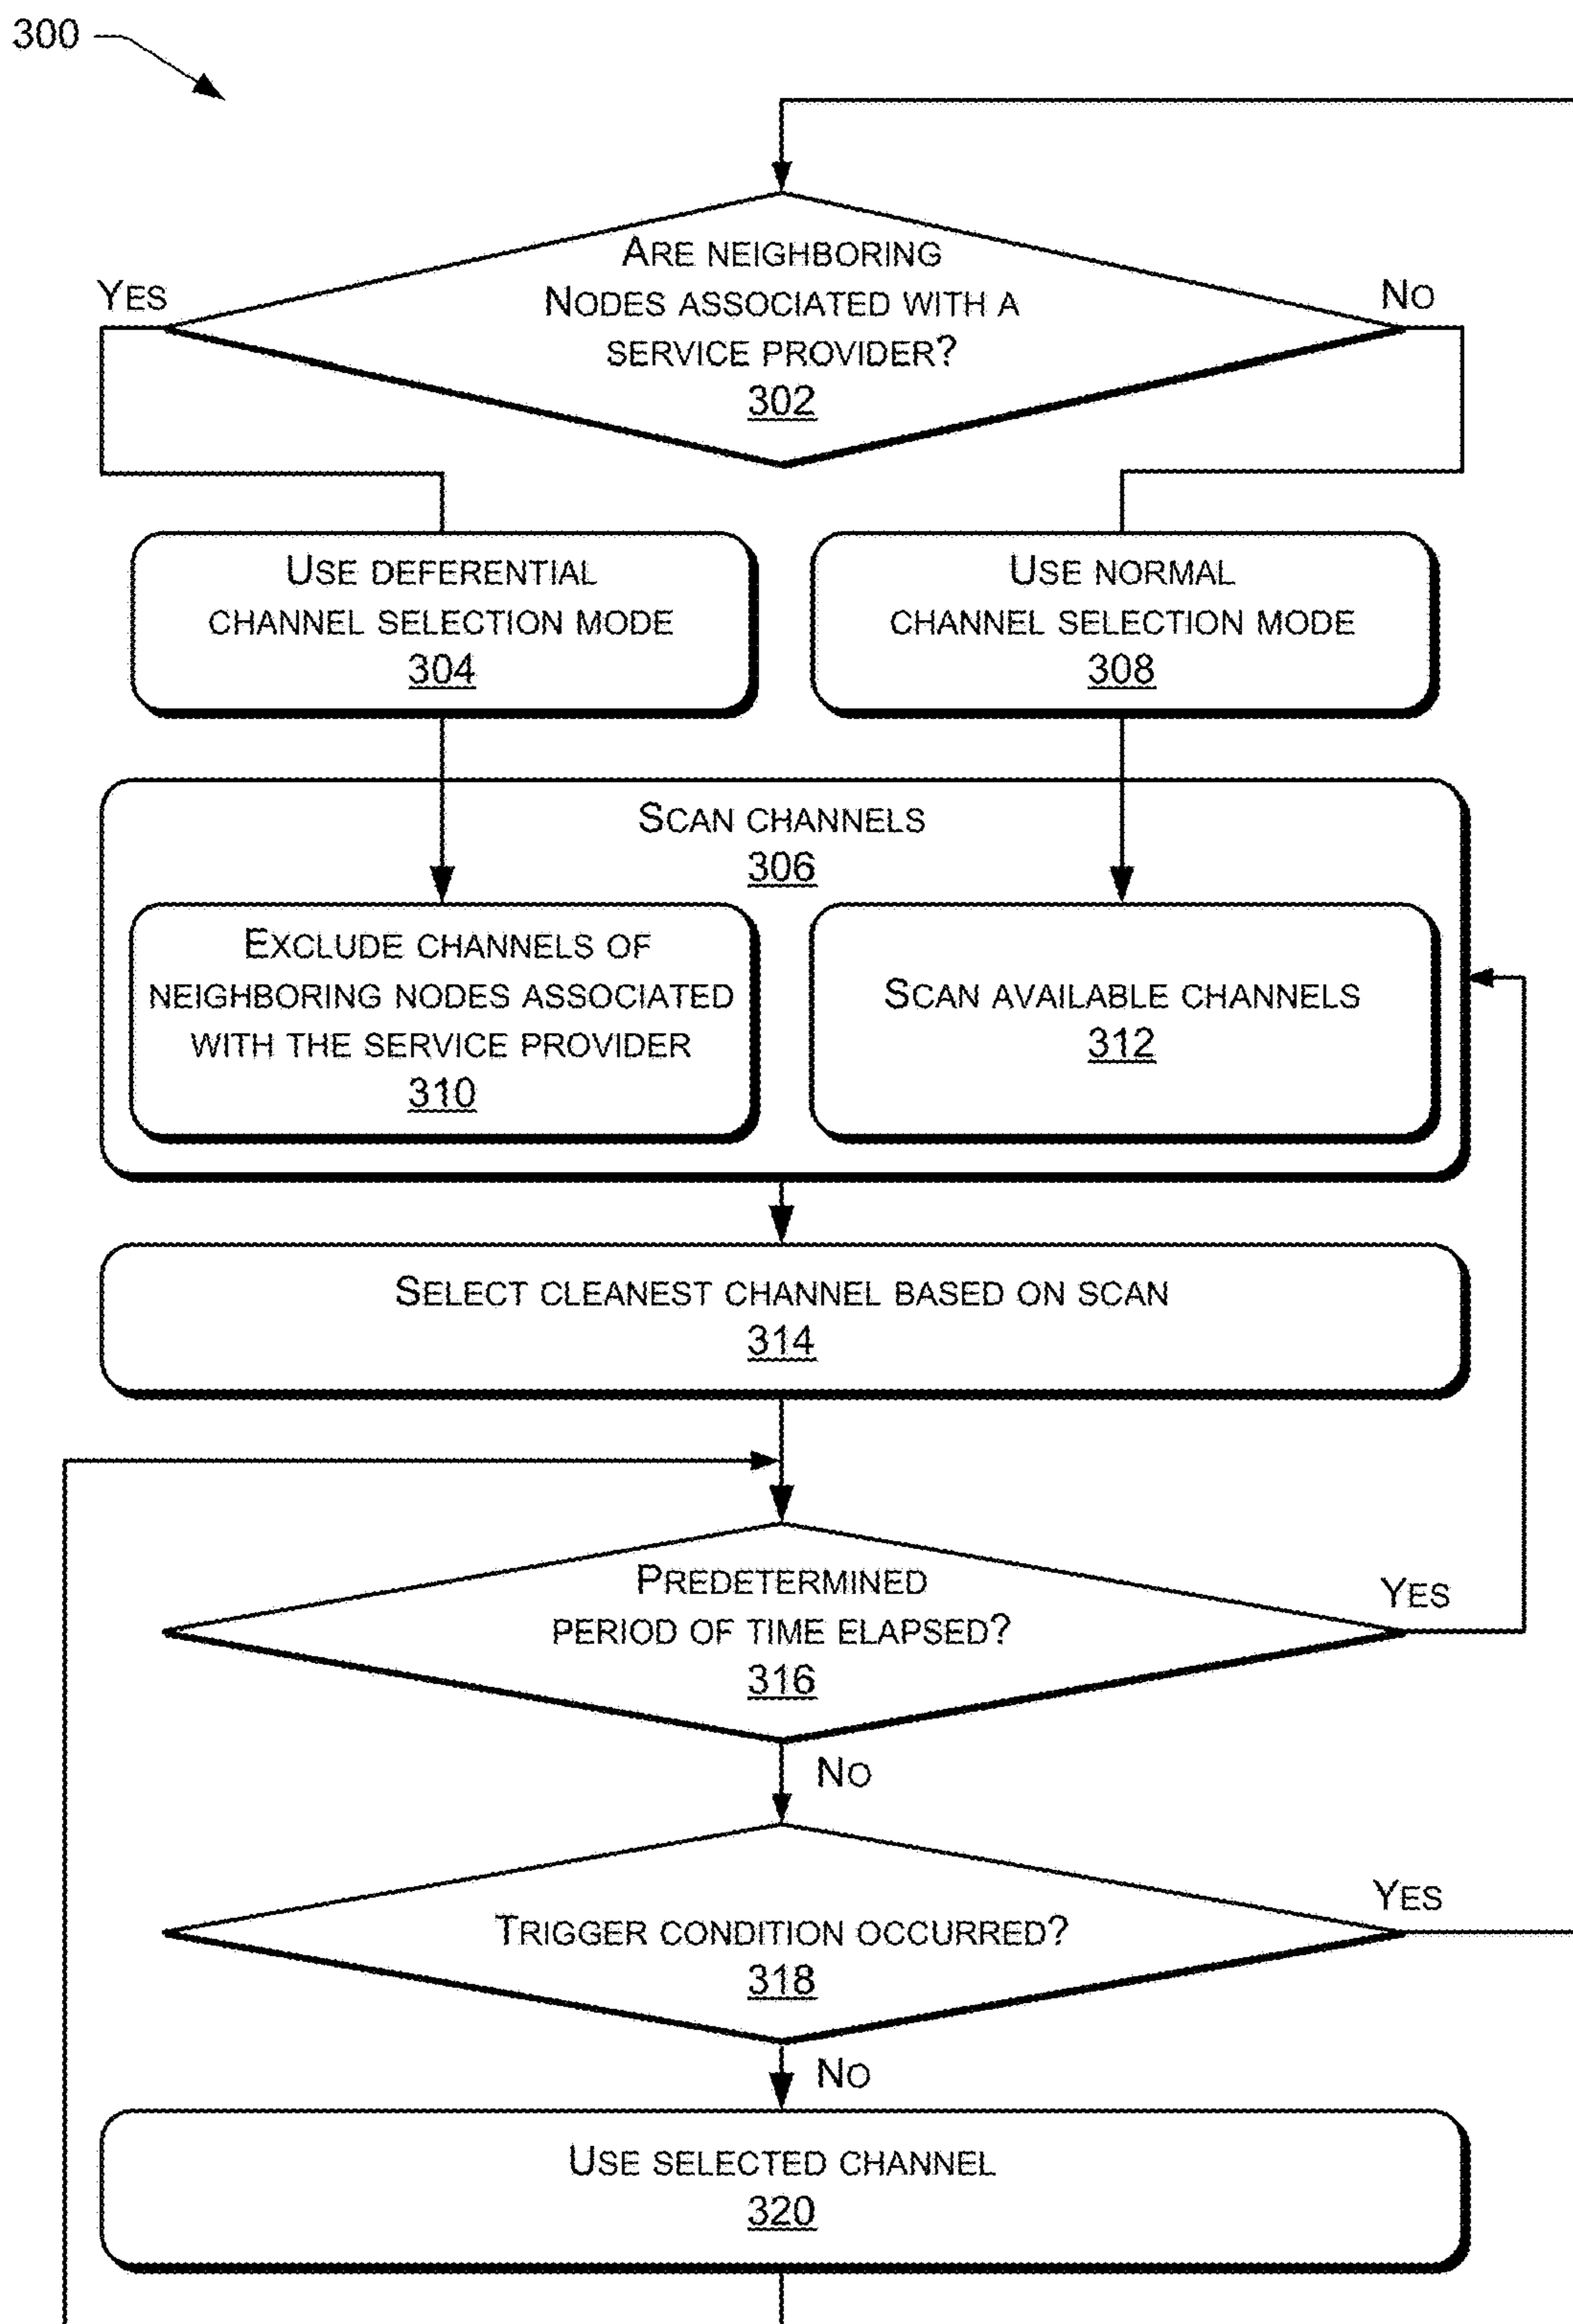 300
ARE NEIGHBORING
NODES ASSOCIATED WITH A
SERVICE PROVIDER?
302
YES
NO
USE DEFERENTIAL
CHANNEL SELECTION MODE
304
USE NORMAL
CHANNEL SELECTION MODE
308
SCAN CHANNELS
306
EXCLUDE CHANNELS OF
NEIGHBORING NODES ASSOCIATED
WITH THE SERVICE PROVIDER
310
SCAN AVAILABLE CHANNELS
312
SELECT CLEANEST CHANNEL BASED ON SCAN
314
PREDETERMINED
PERIOD OF TIME ELAPSED?
316
YES
NO
TRIGGER CONDITION OCCURRED?
318
YES
NO
USE SELECTED CHANNEL
320